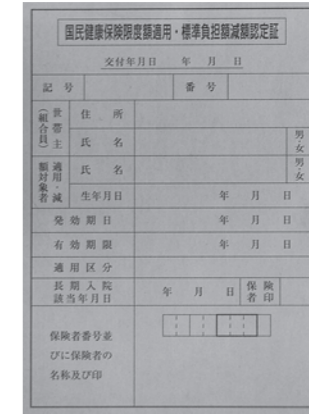 国民健康保険限度額適用・標準負担額減額認定証
交付年月日 年 月 日
記 号 番 号
世帯主(組合員) 住 所
氏 名 男・女
適用・減額対象者 氏 名 男・女
生年月日 年 月 日
発 効 期 日 年 月 日
有 効 期 限 年 月 日
適 用 区 分
長 期 入 院 該当年月日 年 月 日 保険者印
保険者番号並
びに保険者の
名称及び印